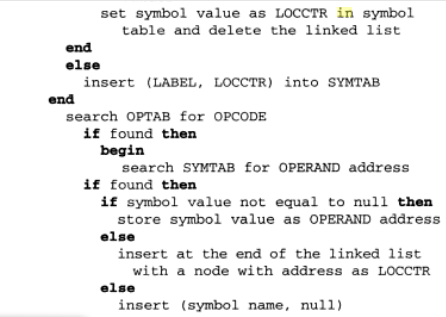 set symbol value as LOCCTR in symbol
table and delete the linked list
end
else
insert (LABEL, LOCCTR) into SYMTAB
end
search OPTAB for OPCODE
if found then
begin
search SYMTAB for OPERAND address
if found then
if symbol value not equal to null then
store symbol value as OPERAND address
else
insert at the end of the linked list
with a node with address as LOCCTR
else
insert (symbol name, null)